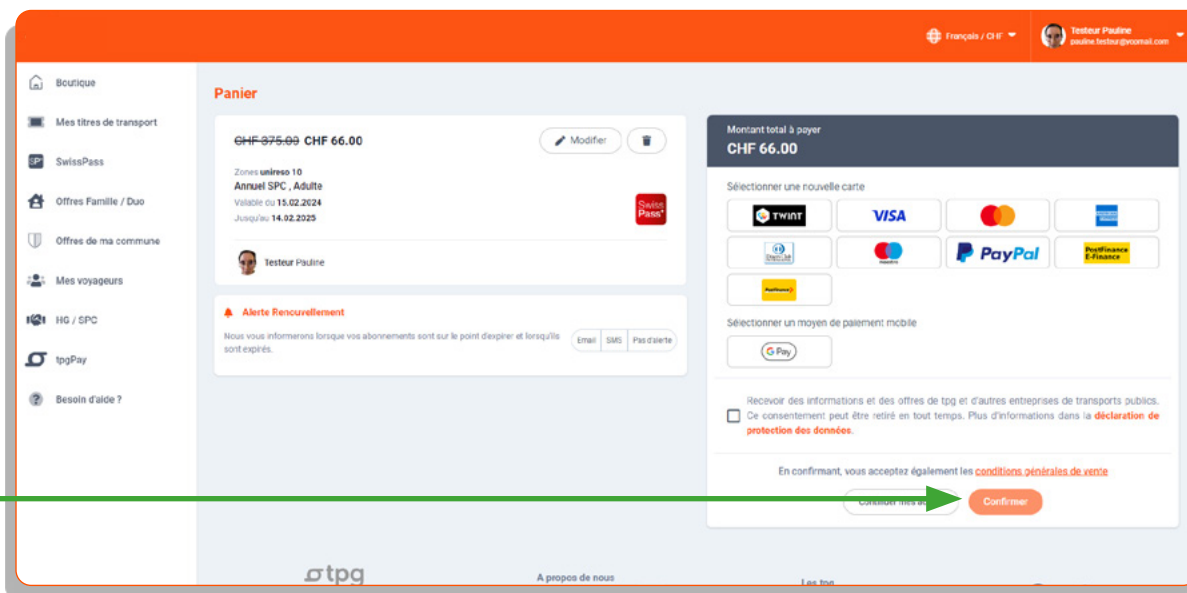 Français / CHF
Testeur Pauline
pauline.testeur@yoomail.com
Boutique
Mes titres de transport
SwissPass
Offres Famille / Duo
Offres de ma commune
Mes voyageurs
HG / SPC
tpgPay
Besoin d'aide ?
Panier
CHF 375.00 CHF 66.00
Modifier
Zones unireso 10
Annuel SPC , Adulte
Valable du 15.02.2024
Jusqu'au 14.02.2025
Swiss
Pass
Testeur Pauline
Alerte Renouvellement
Nous vous informerons lorsque vos abonnements sont sur le point d'expirer et lorsqu'ils
sont expirés.
Email SMS Pas d'alerte
Montant total à payer
CHF 66.00
Sélectionner une nouvelle carte
TWINT VISA
PayPal PostFinance
E-Finance
PostFinance
Sélectionner un moyen de paiement mobile
G Pay
Recevoir des informations et des offres de tpg et d'autres entreprises de transports publics.
Ce consentement peut être retiré en tout temps. Plus d'informations dans la déclaration de
protection des données.
En confirmant, vous acceptez également les conditions générales de vente
Continuer mes
Confirmer
tpg
A propos de nous
Les tpg